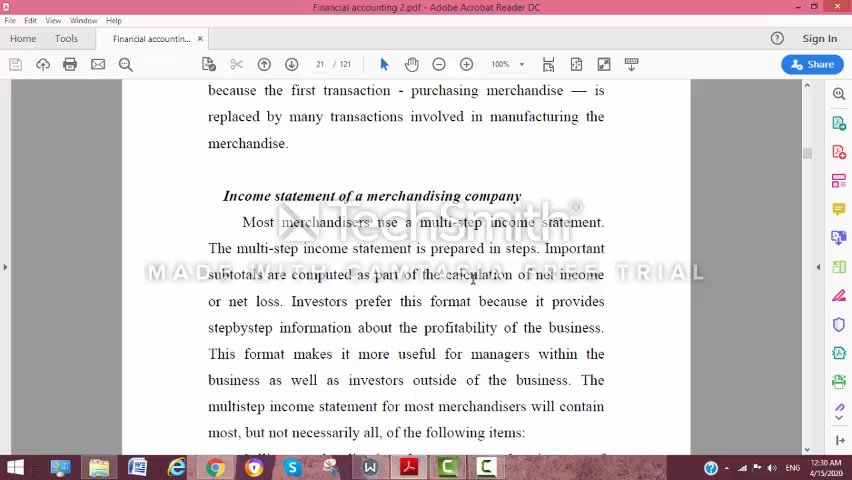 Financial accounting 2.pdf - Adobe Acrobat Reader DC
File Edit View Window Help
Home Tools Financial accountin... × Sign In
21 / 121 100% Share
because the first transaction - purchasing merchandise — is
replaced by many transactions involved in manufacturing the
merchandise.
Income statement of a merchandising company
Most merchandisers use a multi-step income statement.
The multi-step income statement is prepared in steps. Important
subtotals are computed as part of the calculation of net income
or net loss. Investors prefer this format because it provides
stepbystep information about the profitability of the business.
This format makes it more useful for managers within the
business as well as investors outside of the business. The
multistep income statement for most merchandisers will contain
most, but not necessarily all, of the following items:
TechSmith
MADE WITH CAMTASIA FREE TRIAL
ENG
12:30 AM
4/15/2020